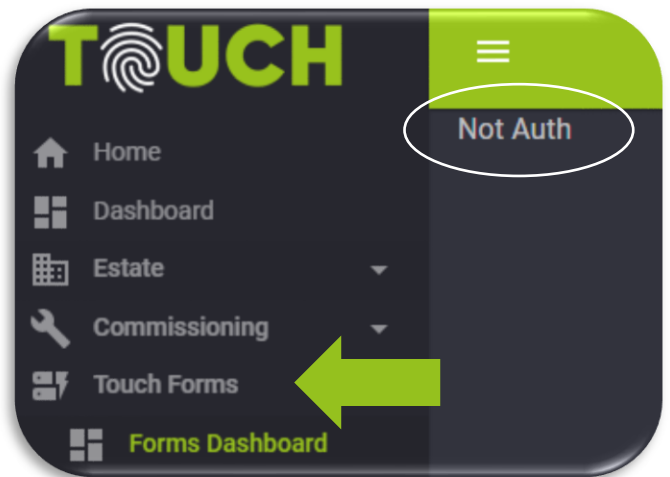 TOUCH
Not Auth
Home
Dashboard
Estate
Commissioning
Touch Forms
Forms Dashboard